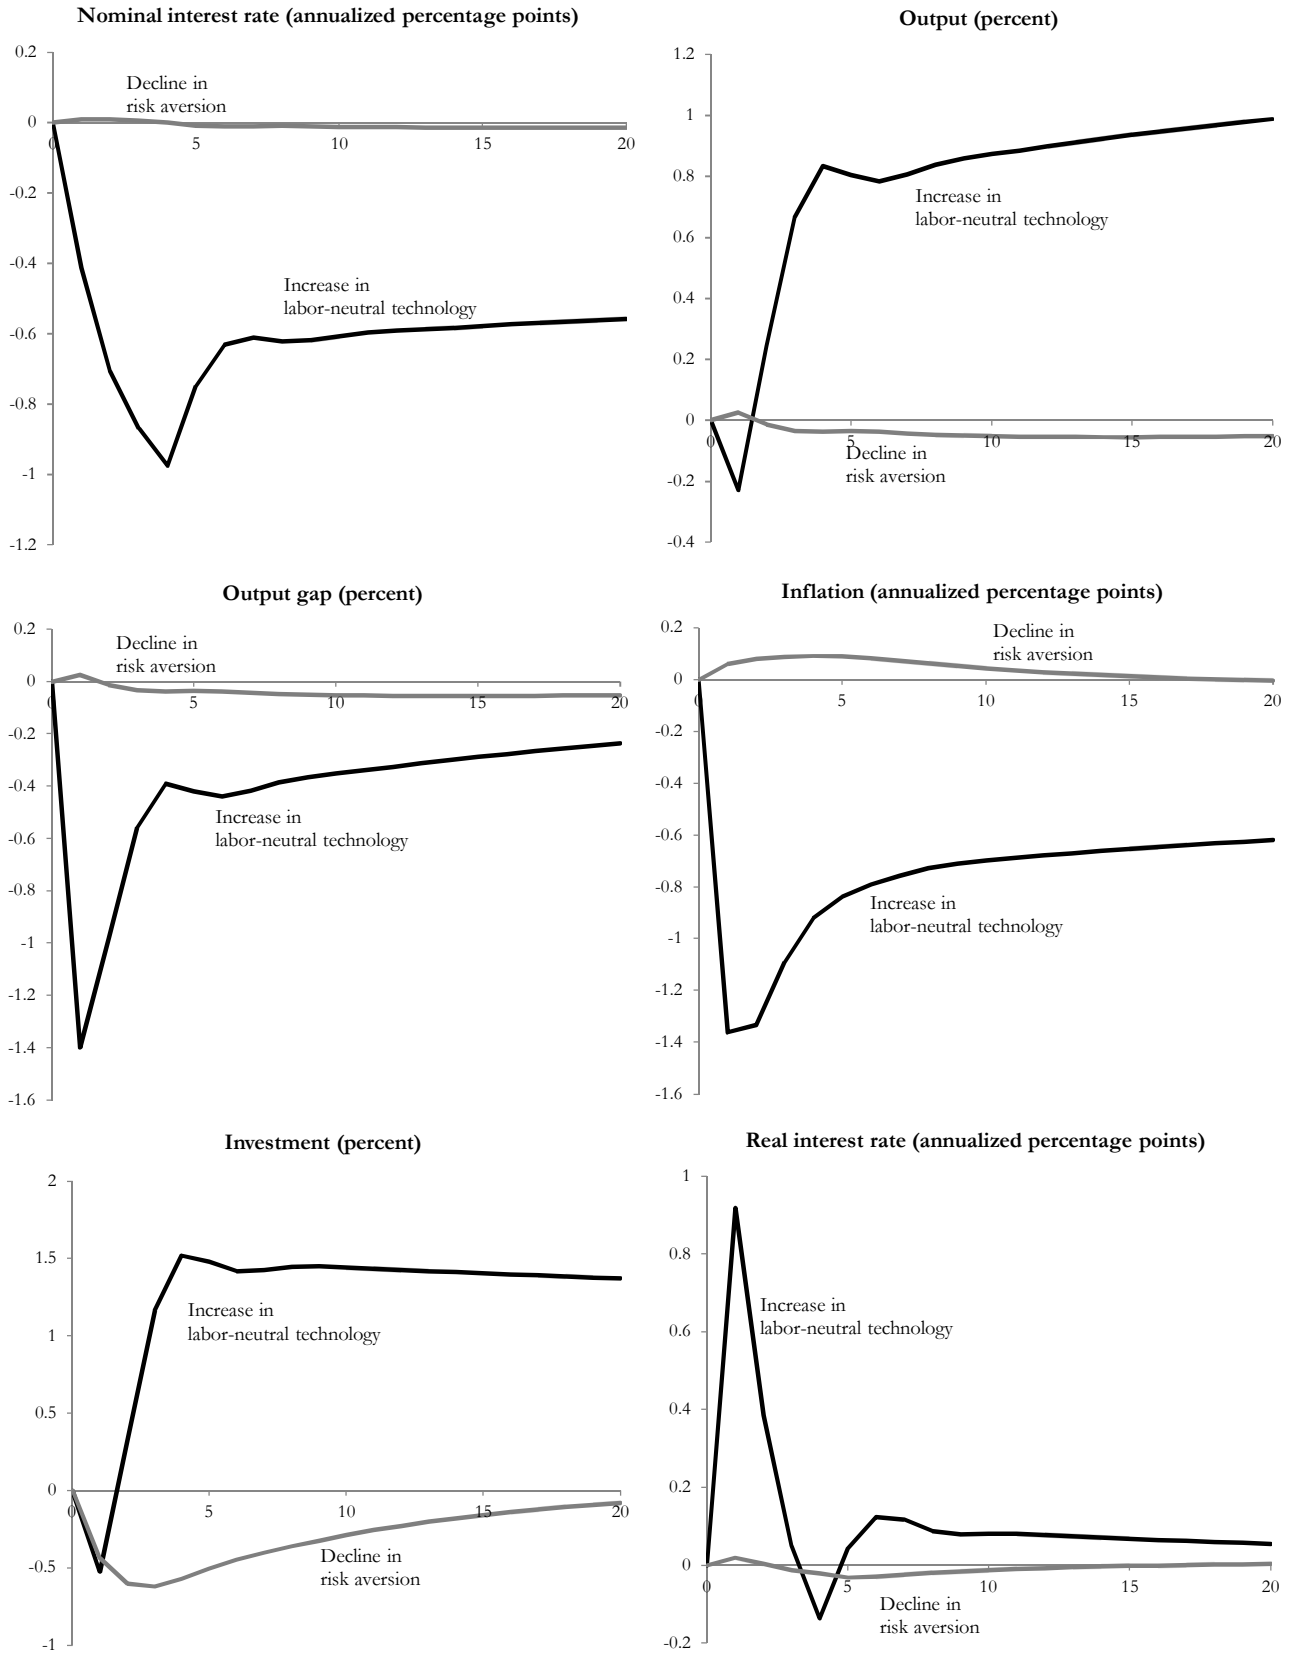 Nominal interest rate (annualized percentage points)
0.2
0
-0.2
-0.4
-0.6
-0.8
-1
-1.2
0
5
10
15
20
Decline in
risk aversion
Increase in
labor-neutral technology
Output (percent)
1.2
1
0.8
0.6
0.4
0.2
0
-0.2
-0.4
0
5
10
15
20
Increase in
labor-neutral technology
Decline in
risk aversion
Output gap (percent)
0.2
0
-0.2
-0.4
-0.6
-0.8
-1
-1.2
-1.4
-1.6
0
5
10
15
20
Decline in
risk aversion
Increase in
labor-neutral technology
Inflation (annualized percentage points)
0.2
0
-0.2
-0.4
-0.6
-0.8
-1
-1.2
-1.4
-1.6
0
5
10
15
20
Decline in
risk aversion
Increase in
labor-neutral technology
Investment (percent)
2
1.5
1
0.5
0
-0.5
-1
0
5
10
15
20
Increase in
labor-neutral technology
Decline in
risk aversion
Real interest rate (annualized percentage points)
1
0.8
0.6
0.4
0.2
0
-0.2
0
5
10
15
20
Increase in
labor-neutral technology
Decline in
risk aversion